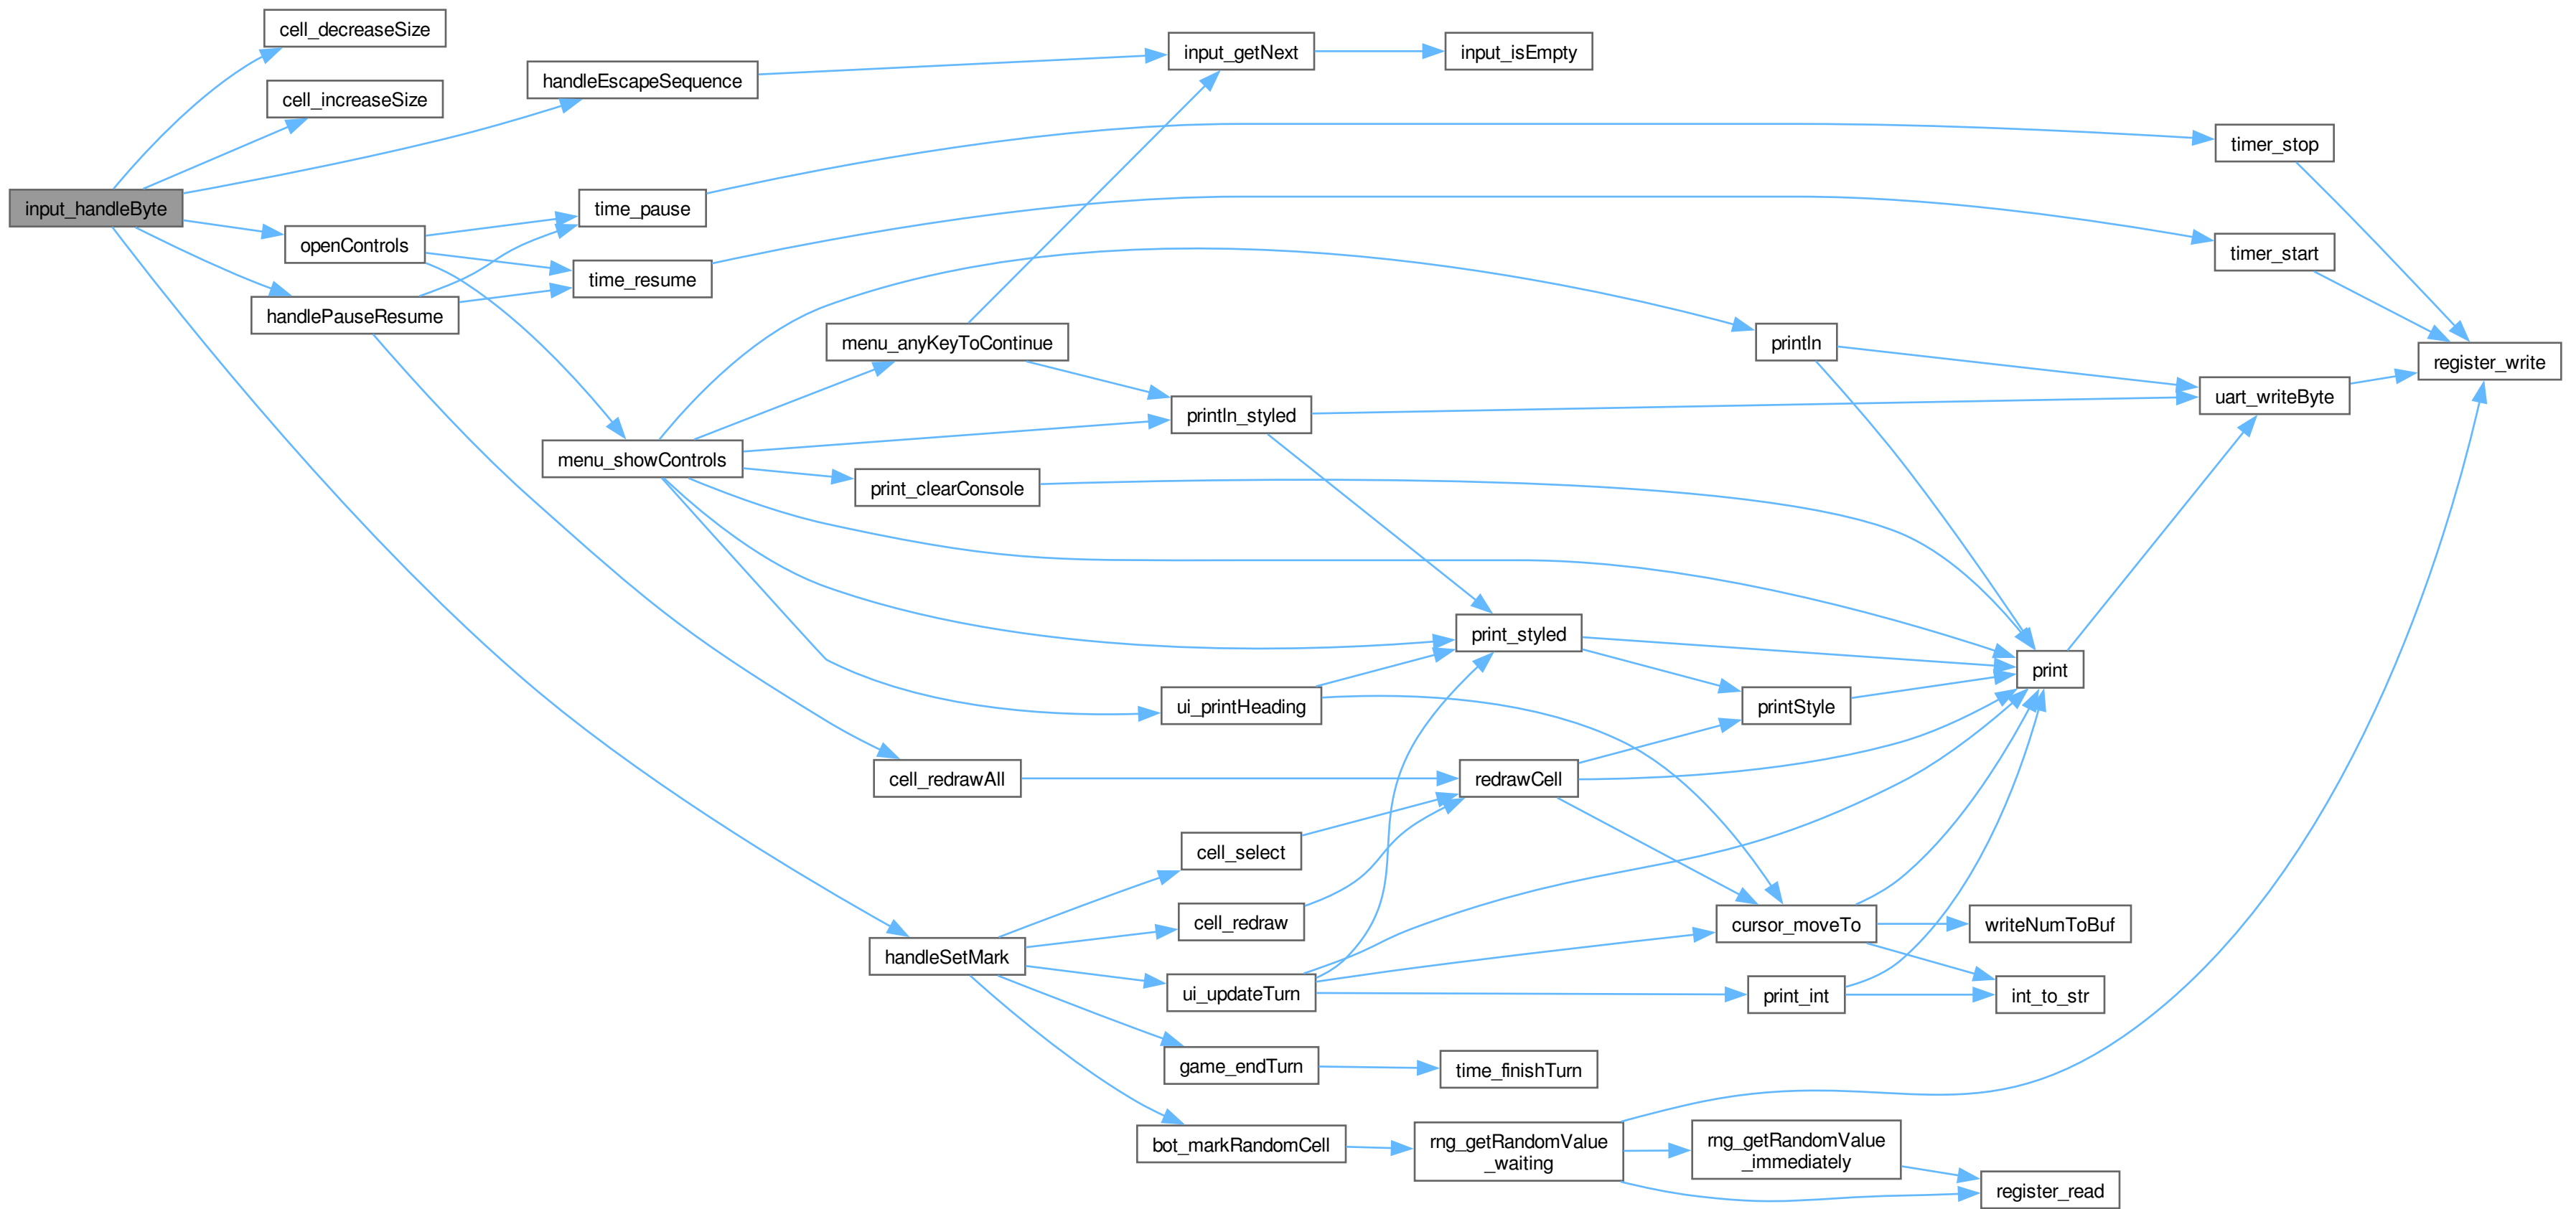 cell_decreaseSize
input_getNext
input_isEmpty
handleEscapeSequence
cell_increaseSize
timer_stop
input_handleByte
time_pause
openControls
timer_start
time_resume
handlePauseResume
menu_anyKeyToContinue
println
register_write
uart_writeByte
println_styled
menu_showControls
print_clearConsole
print_styled
print
ui_printHeading
printStyle
cell_redrawAll
redrawCell
cell_select
cell_redraw
cursor_moveTo
writeNumToBuf
handleSetMark
ui_updateTurn
print_int
int_to_str
game_endTurn
time_finishTurn
bot_markRandomCell
rng_getRandomValue
_waiting
rng_getRandomValue
_immediately
register_read